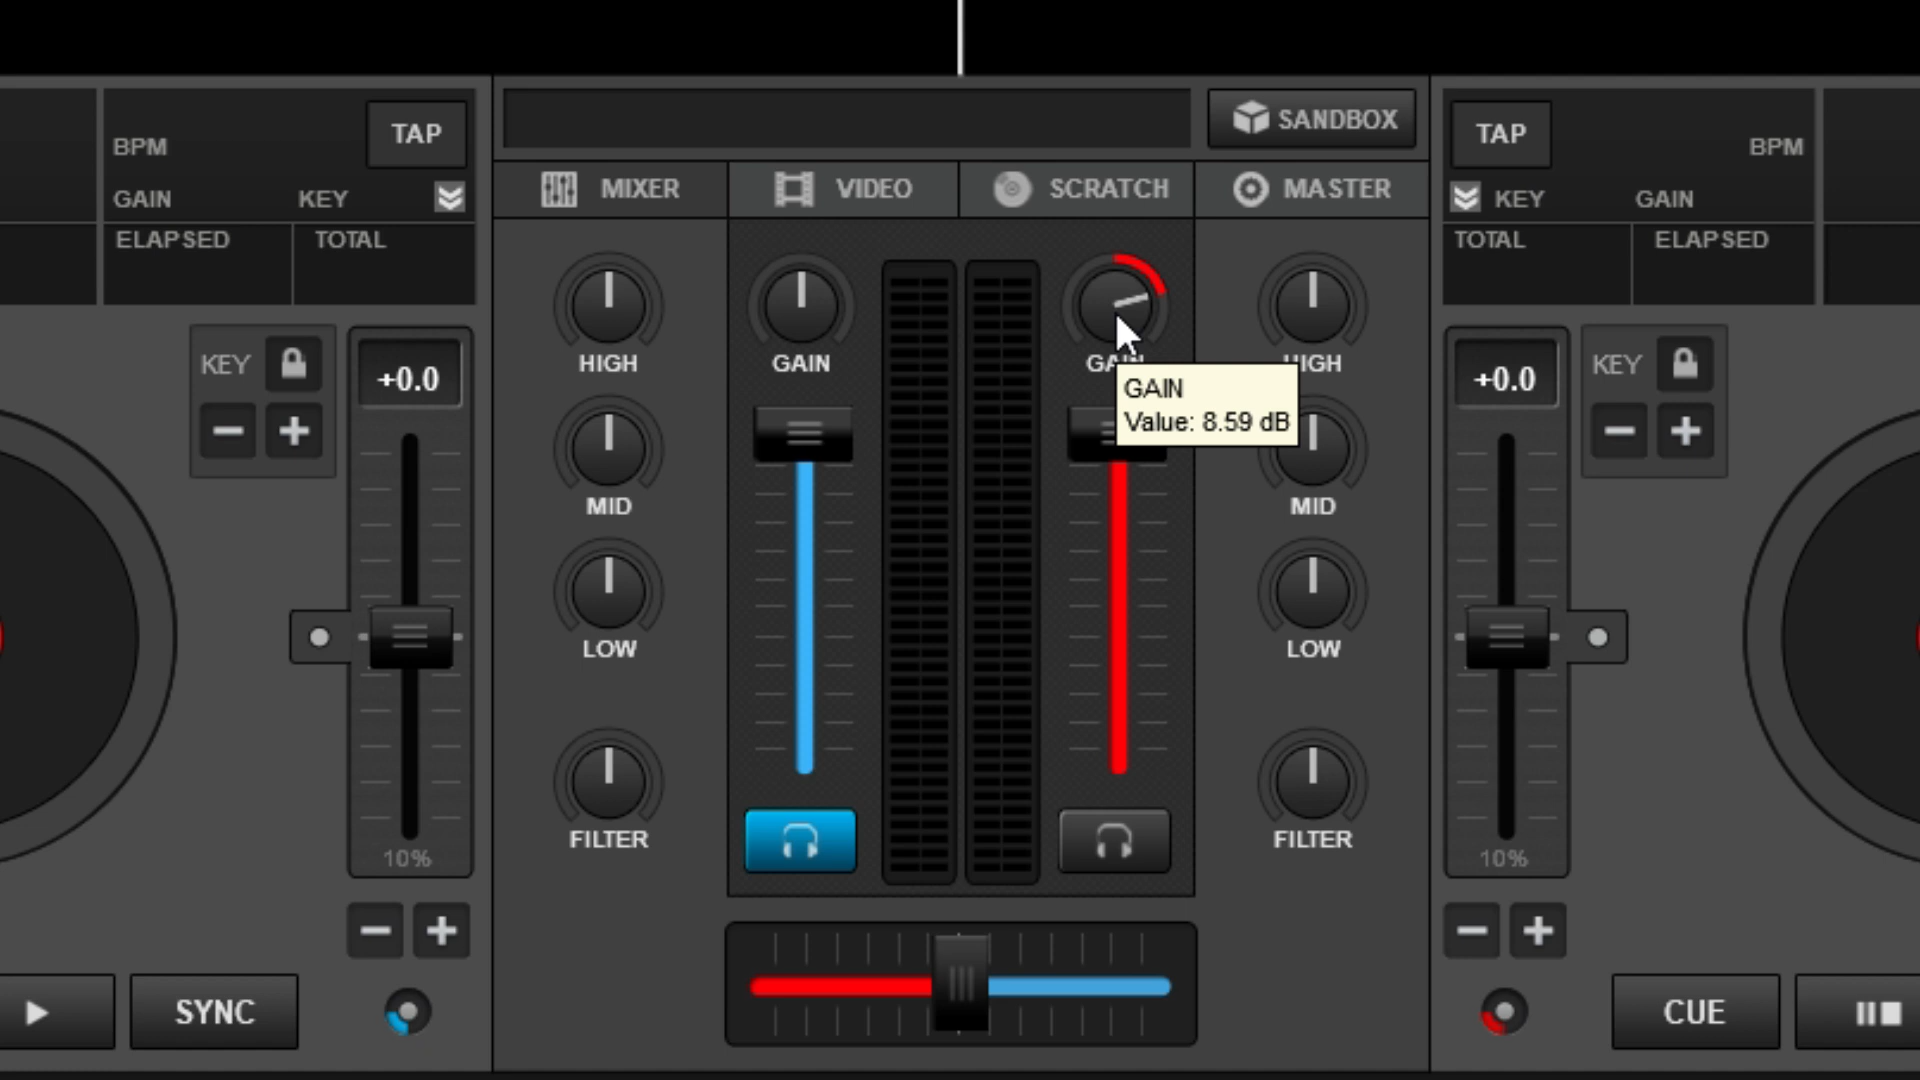 SANDBOX
BPM
TAP
GAIN
KEY
ELAPSED
TOTAL
MIXER
VIDEO
SCRATCH
MASTER
TAP
BPM
KEY
GAIN
TOTAL
ELAPSED
KEY
+0.0
HIGH
GAIN
GAIN
HIGH
GAIN
Value: 8.59 dB
+0.0
KEY
MID
MID
LOW
LOW
FILTER
FILTER
10%
10%
SYNC
CUE